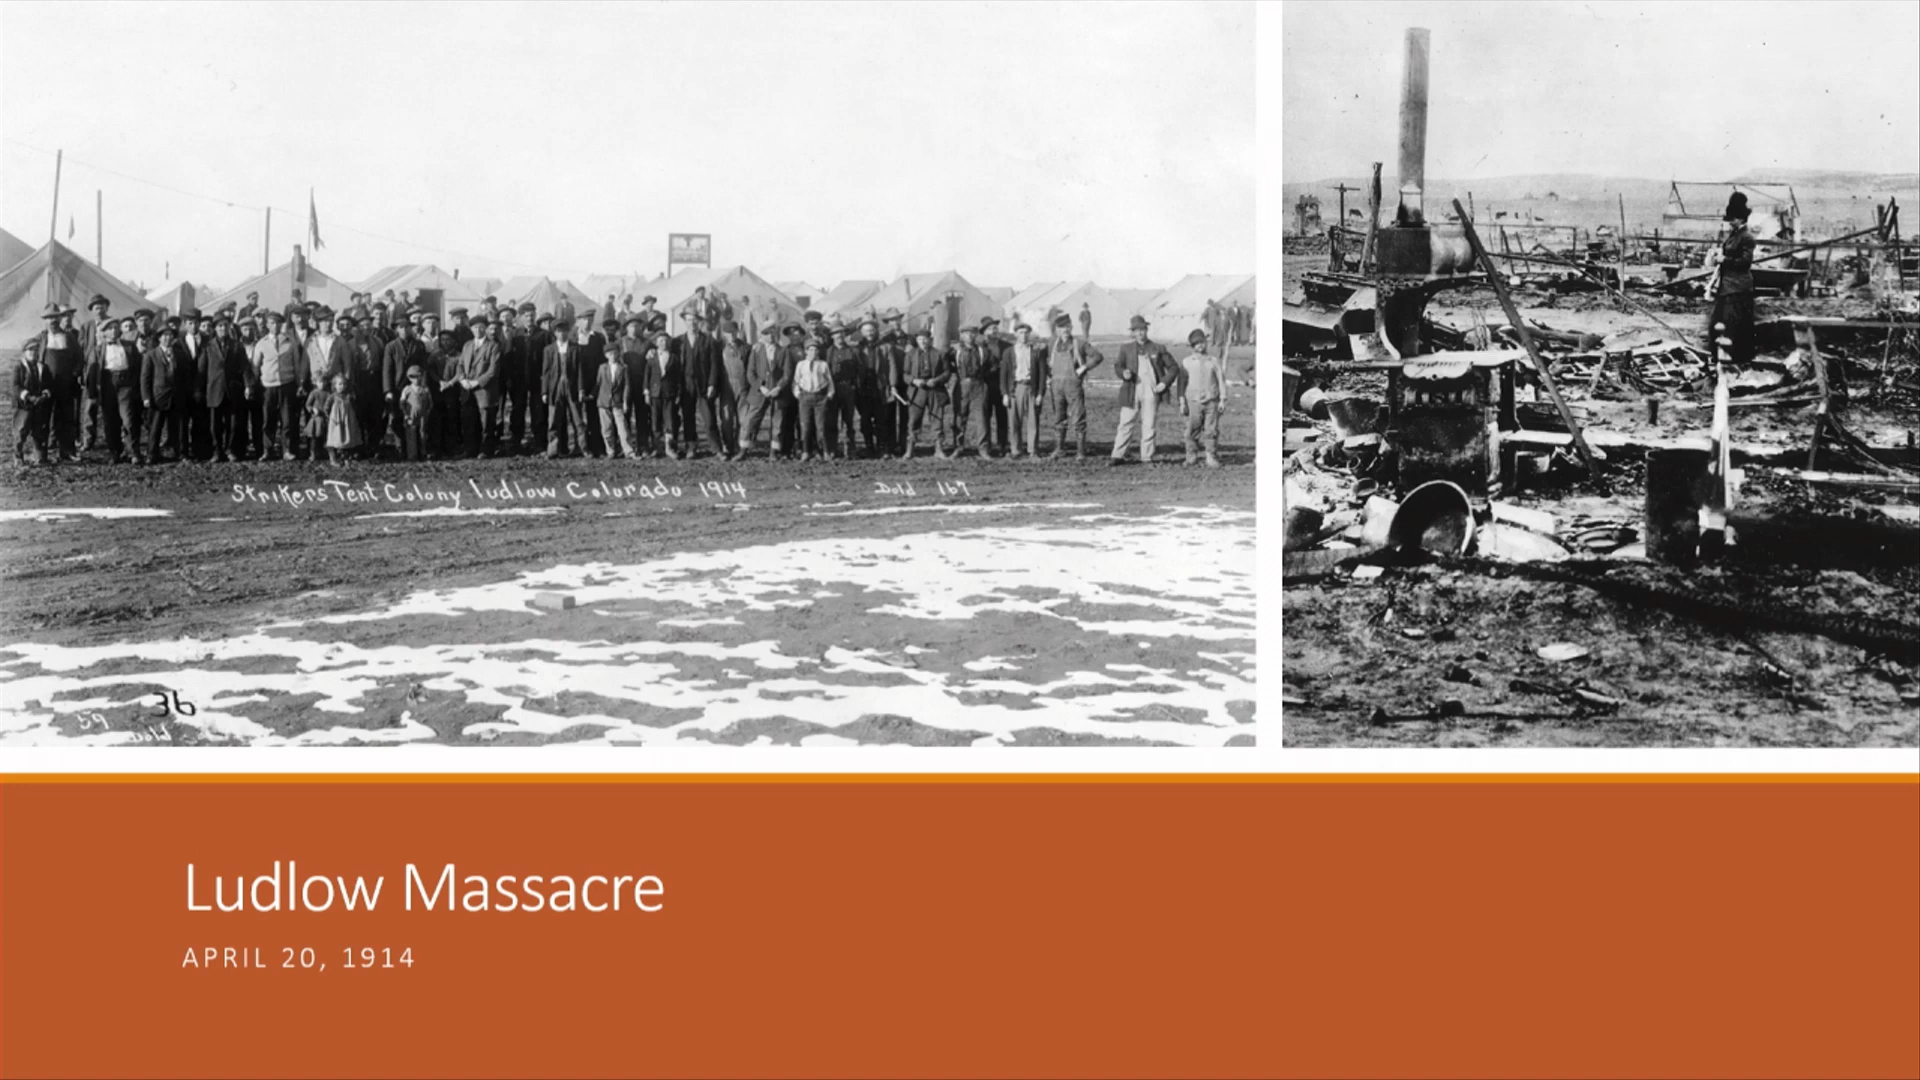 Strikers Tent Colony ludlow Colorado 1914 Dold 167
36
59
Dold
Ludlow Massacre
APRIL 20, 1914